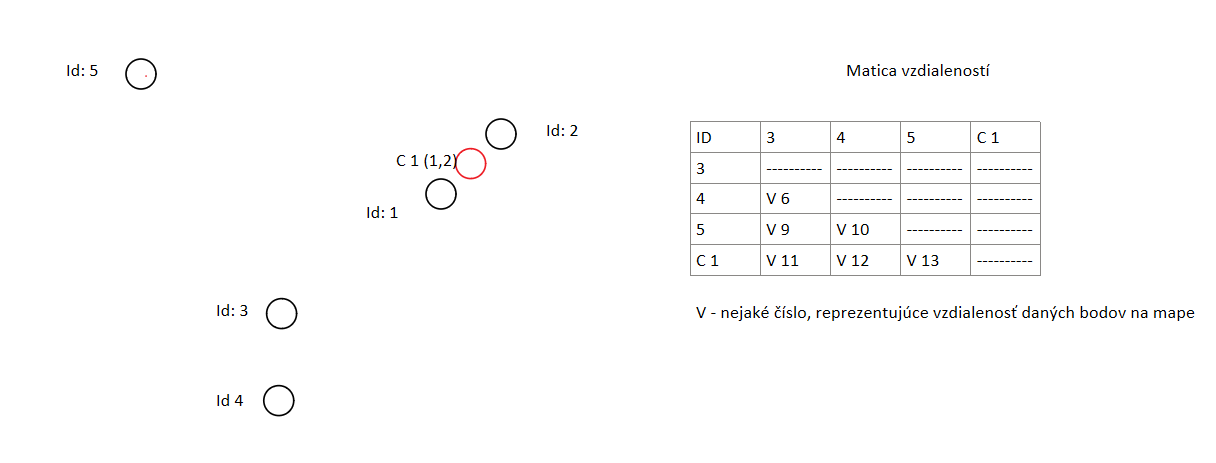 Id: 5
Id: 2
C 1 (1,2)
Id: 1
Id: 3
Id 4
Matica vzdialeností
ID 3 4 5 C 1
3 ---------- ---------- ---------- ----------
4 V 6 ---------- ---------- ----------
5 V 9 V 10 ---------- ----------
C 1 V 11 V 12 V 13 ----------
V - nejaké číslo, reprezentujúce vzdialenosť daných bodov na mape